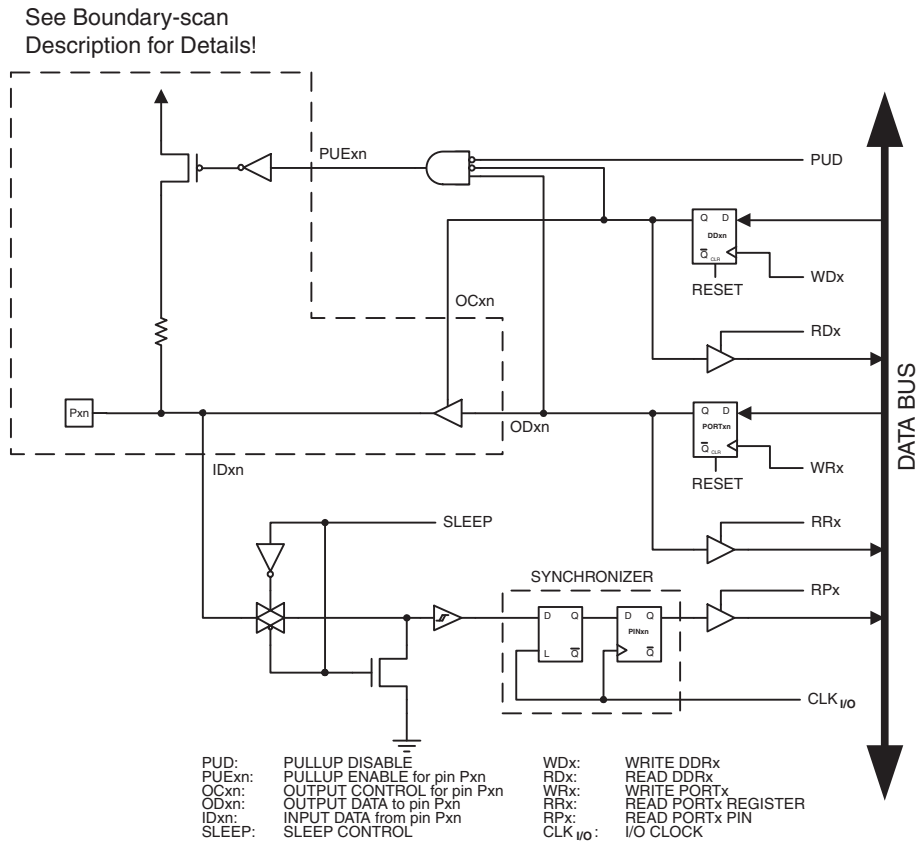 See Boundary-scan
Description for Details!
PUExn
PUD
Q D
DDxn
Q CLR
WDx
RESET
OCxn
RDx
Pxn
ODxn
Q D
PORTxn
Q CLR
WRx
RESET
IDxn
DATA BUS
SLEEP
RRx
SYNCHRONIZER
RPx
D Q
L Q
D Q
PINxn
Q
CLK I/O
PUD: PULLUP DISABLE
PUExn: PULLUP ENABLE for pin Pxn
OCxn: OUTPUT CONTROL for pin Pxn
ODxn: OUTPUT DATA to pin Pxn
IDxn: INPUT DATA from pin Pxn
SLEEP: SLEEP CONTROL
WDx: WRITE DDRx
RDx: READ DDRx
WRx: WRITE PORTx
RRx: READ PORTx REGISTER
RPx: READ PORTx PIN
CLK I/O: I/O CLOCK